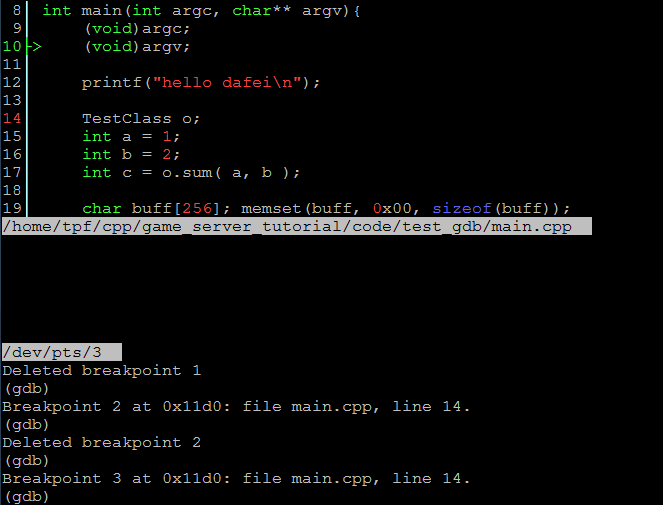 8 int main(int argc, char** argv){
9 (void)argc;
10 -> (void)argv;
11
12 printf("hello dafei\n");
13
14 TestClass o;
15 int a = 1;
16 int b = 2;
17 int c = o.sum( a, b );
18
19 char buff[256]; memset(buff, 0x00, sizeof(buff));
/home/tpf/cpp/game_server_tutorial/code/test_gdb/main.cpp
/dev/pts/3
Deleted breakpoint 1
(gdb)
Breakpoint 2 at 0x11d0: file main.cpp, line 14.
(gdb)
Deleted breakpoint 2
(gdb)
Breakpoint 3 at 0x11d0: file main.cpp, line 14.
(gdb)